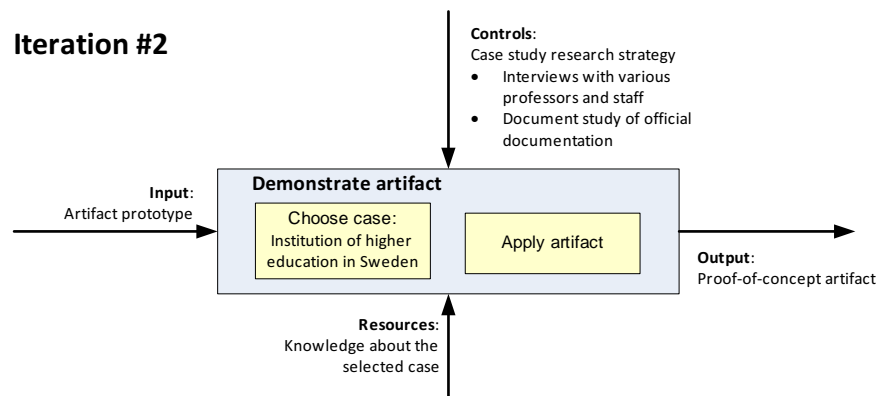 Iteration #2
Controls:
Case study research strategy
• Interviews with various
professors and staff
• Document study of official
documentation
Input:
Artifact prototype
Demonstrate artifact
Choose case:
Institution of higher
education in Sweden
Apply artifact
Output:
Proof-of-concept artifact
Resources:
Knowledge about the
selected case